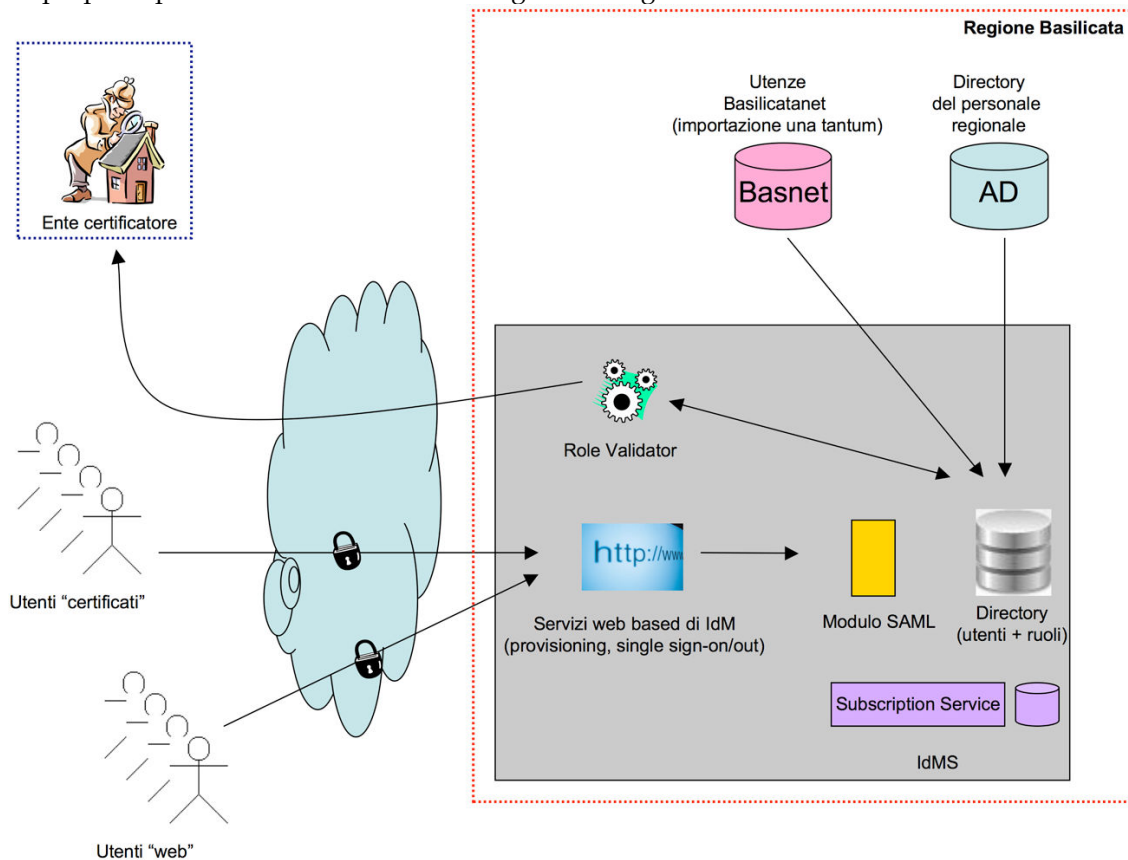 Regione Basilicata
Utenze
Basilicatanet
(importazione una tantum)
Directory
del personale
regionale
Basnet
AD
Ente certificatore
Role Validator
http://www
Utenti “certificati”
Servizi web based di IdM
(provisioning, single sign-on/out)
Modulo SAML
Directory
(utenti + ruoli)
Subscription Service
IdMS
Utenti “web”